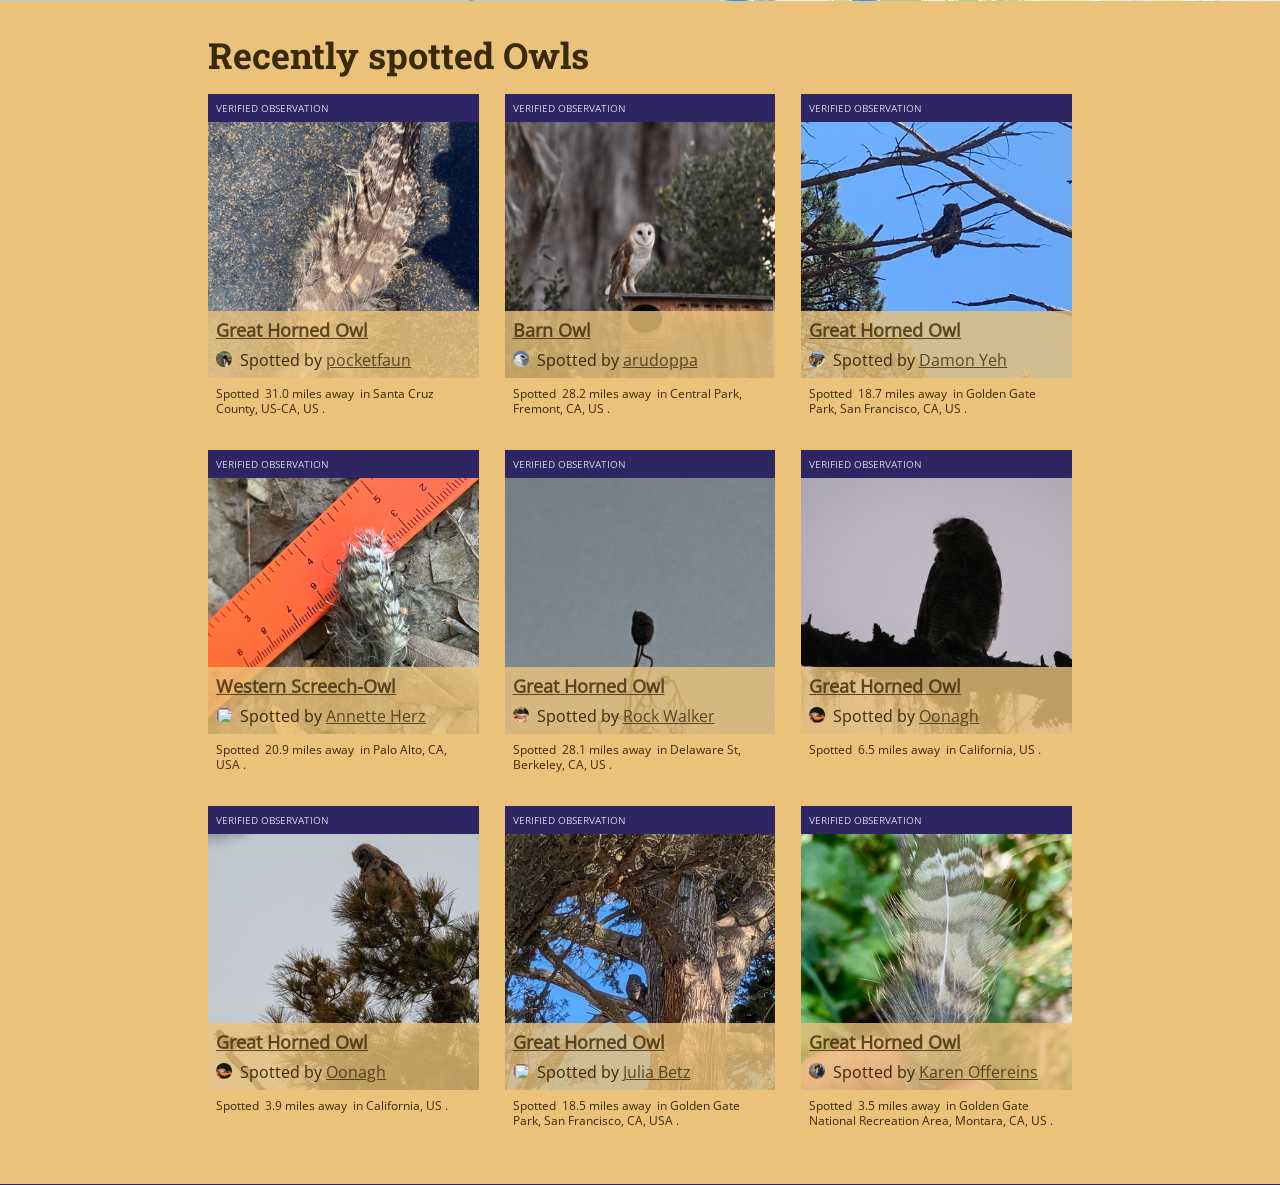 Recently spotted Owls
VERIFIED OBSERVATION
Great Horned Owl
Spotted by pocketfaun
Spotted 31.0 miles away in Santa Cruz
County, US-CA, US .
VERIFIED OBSERVATION
Barn Owl
Spotted by arudoppa
Spotted 28.2 miles away in Central Park,
Fremont, CA, US .
VERIFIED OBSERVATION
Great Horned Owl
Spotted by Damon Yeh
Spotted 18.7 miles away in Golden Gate
Park, San Francisco, CA, US .
VERIFIED OBSERVATION
Western Screech-Owl
Spotted by Annette Herz
Spotted 20.9 miles away in Palo Alto, CA,
USA .
VERIFIED OBSERVATION
Great Horned Owl
Spotted by Rock Walker
Spotted 28.1 miles away in Delaware St,
Berkeley, CA, US .
VERIFIED OBSERVATION
Great Horned Owl
Spotted by Oonagh
Spotted 6.5 miles away in California, US .
VERIFIED OBSERVATION
Great Horned Owl
Spotted by Oonagh
Spotted 3.9 miles away in California, US .
VERIFIED OBSERVATION
Great Horned Owl
Spotted by Julia Betz
Spotted 18.5 miles away in Golden Gate
Park, San Francisco, CA, USA .
VERIFIED OBSERVATION
Great Horned Owl
Spotted by Karen Offereins
Spotted 3.5 miles away in Golden Gate
National Recreation Area, Montara, CA, US .